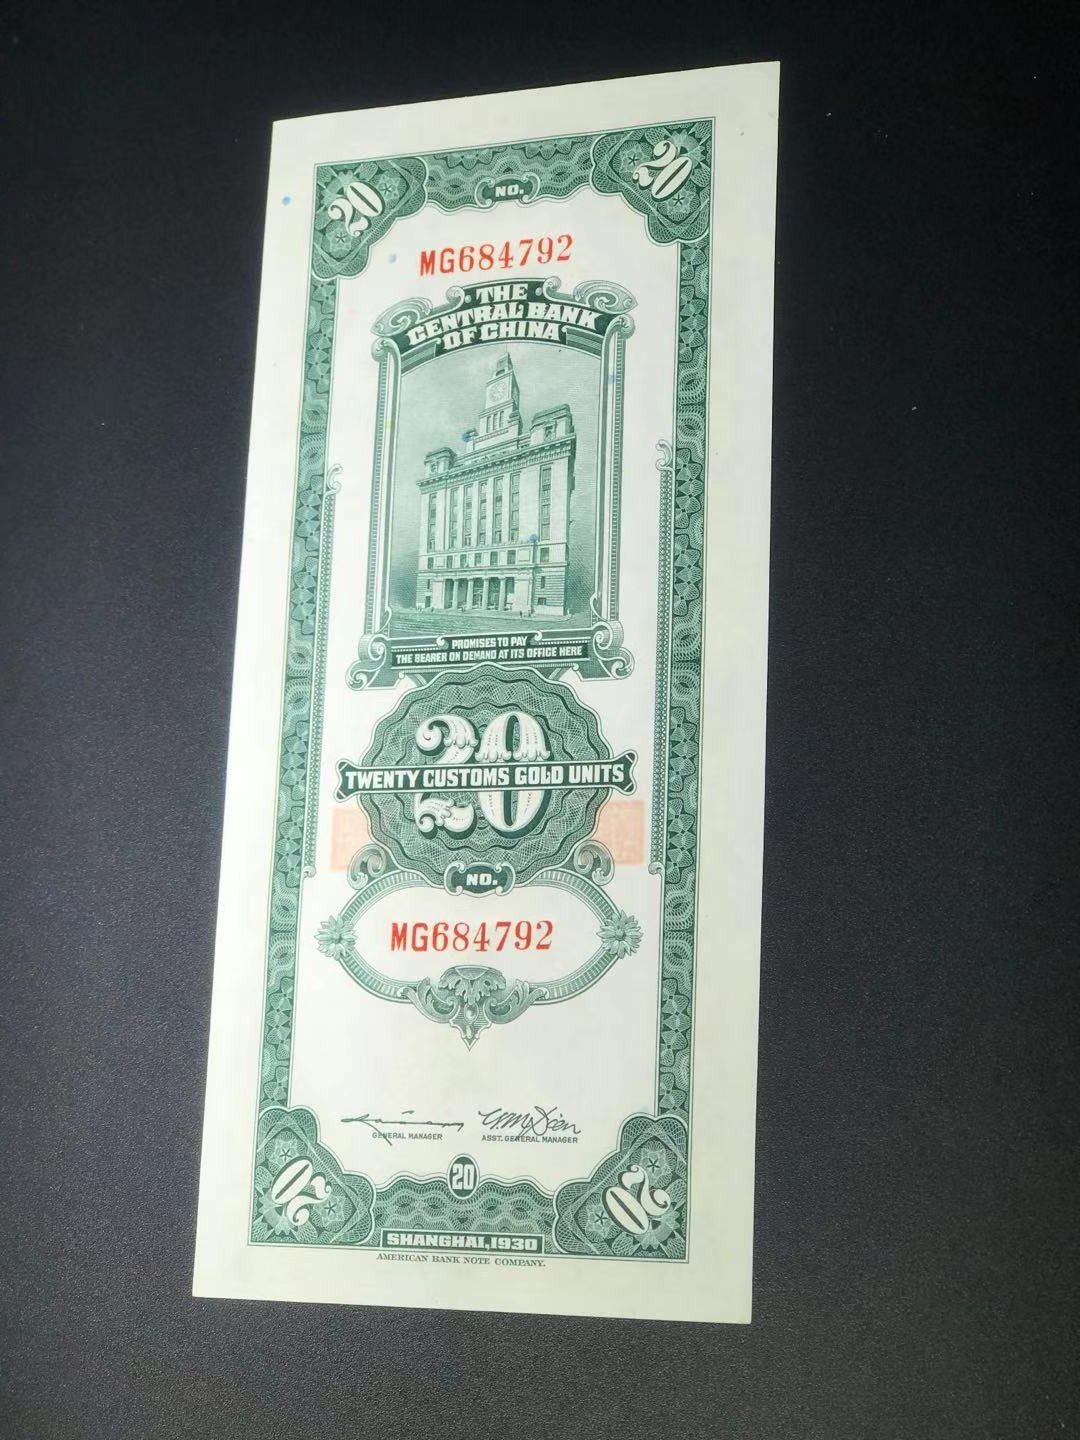 20
20
NO.
MG684792
THE
CENTRAL BANK
OF CHINA
PROMISES TO PAY
THE BEARER ON DEMAND AT ITS OFFICE HERE
20
TWENTY CUSTOMS GOLD UNITS
NO.
MG684792
GENERAL MANAGER
ASST. GENERAL MANAGER
20
20
20
SHANGHAI, 1930
AMERICAN BANK NOTE COMPANY.